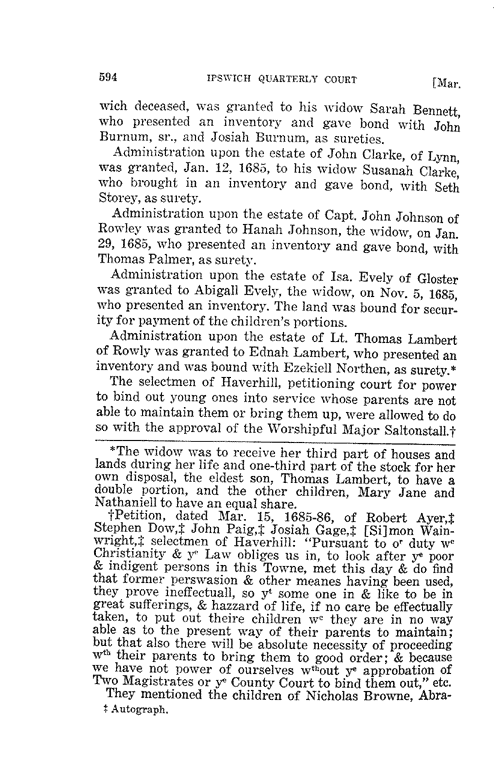 594 IPSWICH QUARTERLY COURT [Mar.
wich deceased, was granted to his widow Sarah Bennett,
who presented an inventory and gave bond with John
Burnum, sr., and Josiah Burnum, as sureties.
Administration upon the estate of John Clarke, of Lynn,
was granted, Jan. 12, 1685, to his widow Susanah Clarke,
who brought in an inventory and gave bond, with Seth
Storey, as surety.
Administration upon the estate of Capt. John Johnson of
Rowley was granted to Hanah Johnson, the widow, on Jan.
29, 1685, who presented an inventory and gave bond, with
Thomas Palmer, as surety.
Administration upon the estate of Isa. Evely of Gloster
was granted to Abigall Evely, the widow, on Nov. 5, 1685,
who presented an inventory. The land was bound for secur-
ity for payment of the children's portions.
Administration upon the estate of Lt. Thomas Lambert
of Rowly was granted to Ednah Lambert, who presented an
inventory and was bound with Ezekiell Northen, as surety.*
The selectmen of Haverhill, petitioning court for power
to bind out young ones into service whose parents are not
able to maintain them or bring them up, were allowed to do
so with the approval of the Worshipful Major Saltonstall.†
*The widow was to receive her third part of houses and
lands during her life and one-third part of the stock for her
own disposal, the eldest son, Thomas Lambert, to have a
double portion, and the other children, Mary Jane and
Nathaniell to have an equal share.
†Petition, dated Mar. 15, 1685-86, of Robert Ayer,‡
Stephen Dow,‡ John Paig,‡ Josiah Gage,‡ [Si]mon Wain-
wright,‡ selectmen of Haverhill: "Pursuant to oʳ duty wᶜ
Christianity & yᵉ Law obliges us in, to look after yᵉ poor
& indigent persons in this Towne, met this day & do find
that former perswasion & other meanes having been used,
they prove ineffectuall, so yᵗ some one in & like to be in
great sufferings, & hazzard of life, if no care be effectually
taken, to put out theire children wᶜ they are in no way
able as to the present way of their parents to maintain;
but that also there will be absolute necessity of proceeding
wᵗʰ their parents to bring them to good order; & because
we have not power of ourselves wᵗʰout yᵉ approbation of
Two Magistrates or yᵉ County Court to bind them out," etc.
They mentioned the children of Nicholas Browne, Abra-
‡ Autograph.